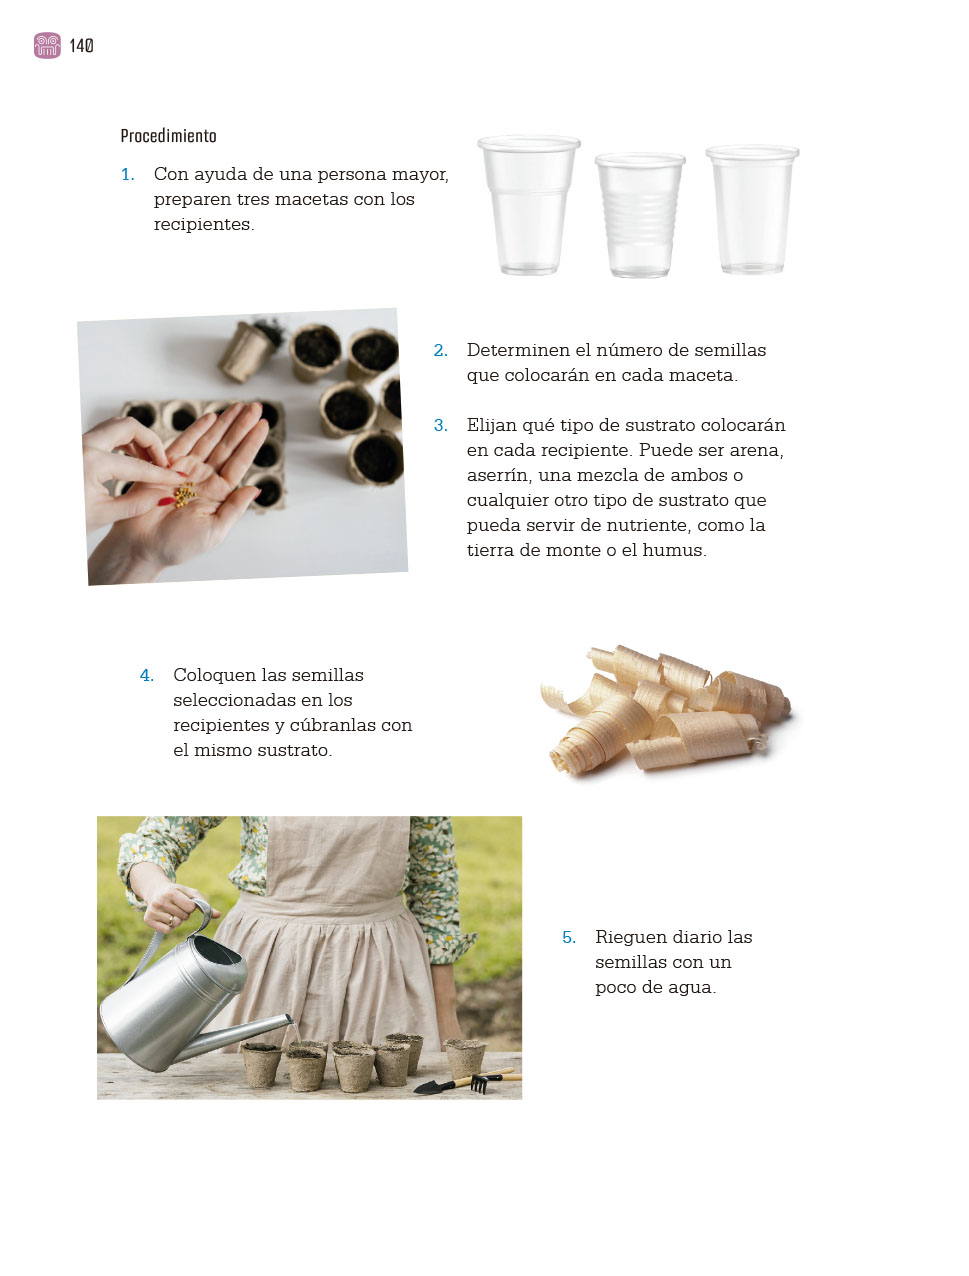 140
Procedimiento
1. Con ayuda de una persona mayor,
preparen tres macetas con los
recipientes.
2. Determinen el número de semillas
que colocarán en cada maceta.
3. Elijan qué tipo de sustrato colocarán
en cada recipiente. Puede ser arena,
aserrín, una mezcla de ambos o
cualquier otro tipo de sustrato que
pueda servir de nutriente, como la
tierra de monte o el humus.
4. Coloquen las semillas
seleccionadas en los
recipientes y cúbranlas con
el mismo sustrato.
5. Rieguen diario las
semillas con un
poco de agua.